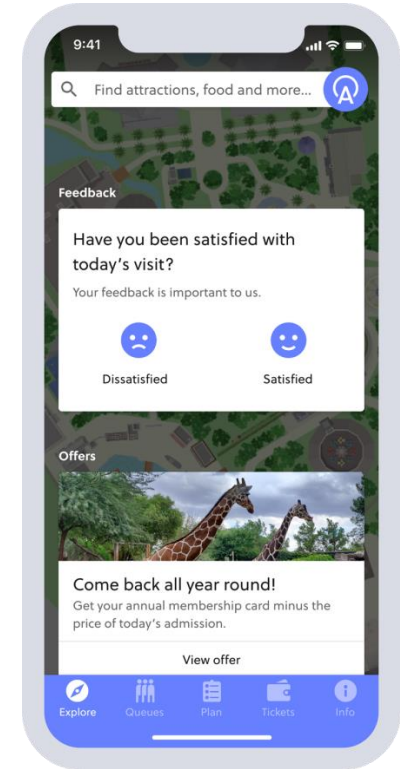 9:41
Find attractions, food and more...
Feedback
Have you been satisfied with
today's visit?
Your feedback is important to us.
Dissatisfied
Satisfied
Offers
Come back all year round!
Get your annual membership card minus the
price of today's admission.
View offer
Explore
Queues
Plan
Tickets
Info